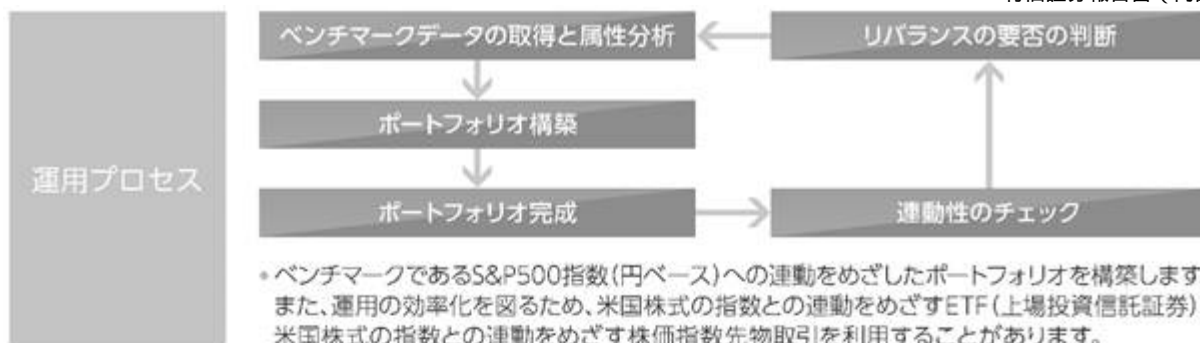 ベンチマークデータの取得と属性分析
リバランスの要否の判断
ポートフォリオ構築
運用プロセス
ポートフォリオ完成
連動性のチェック
・ベンチマークであるS&P500指数(円ベース)への連動をめざしたポートフォリオを構築します
また、運用の効率化を図るため、米国株式の指数との連動をめざすETF(上場投資信託証券)
米国株式の指数との連動をめざす株価指数先物取引を利用することがあります。